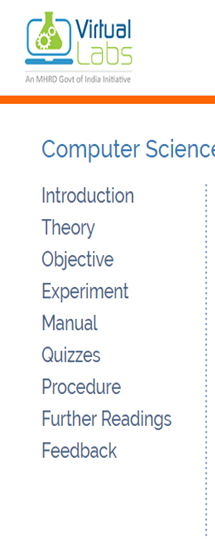 Virtual
Labs
An MHRD Govt of India Initiative
Computer Science
Introduction
Theory
Objective
Experiment
Manual
Quizzes
Procedure
Further Readings
Feedback